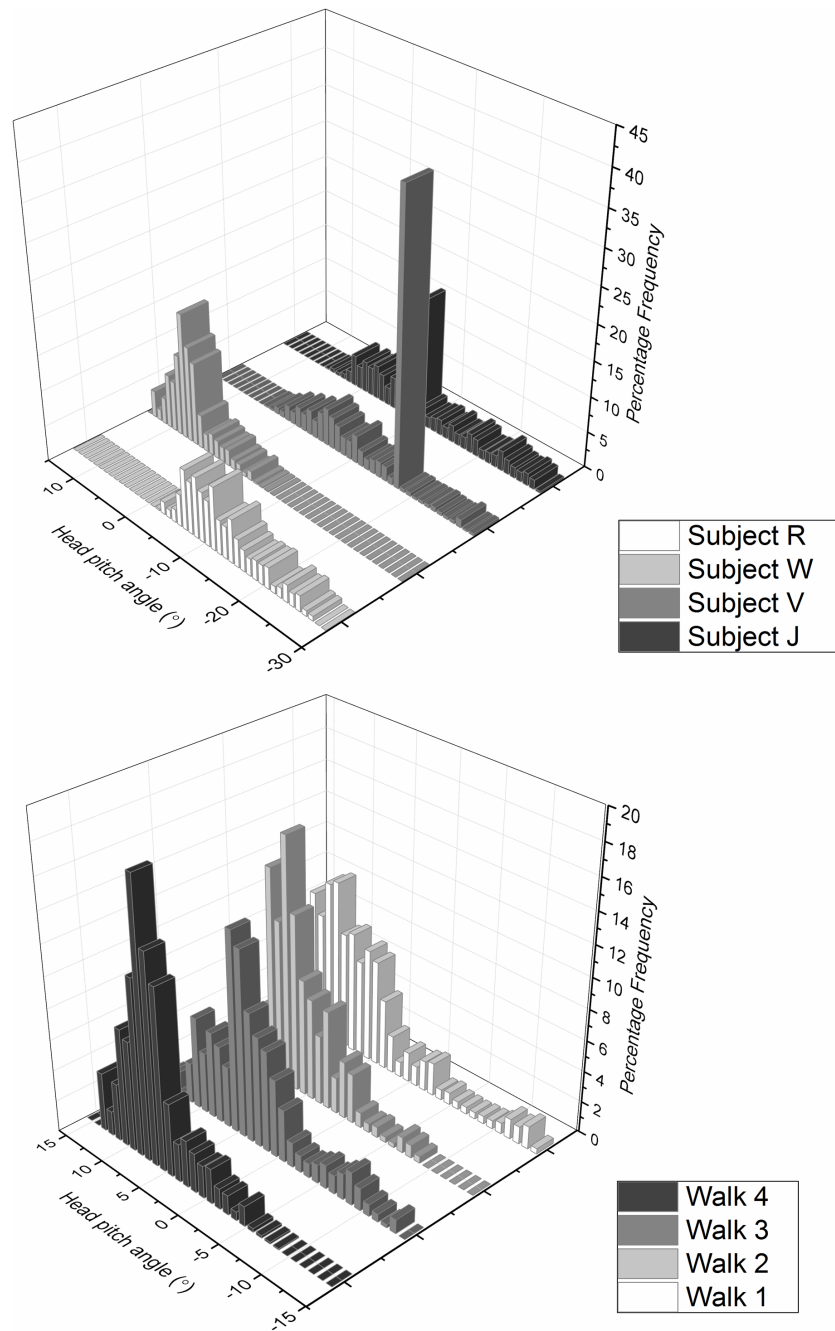 45
40
35
30
25
20
15
10
5
0
Percentage Frequency
10
0
-10
-20
-30
Head pitch angle (°)
Subject R
Subject W
Subject V
Subject J
20
18
16
14
12
10
8
6
4
2
0
Percentage Frequency
15
10
5
0
-5
-10
-15
Head pitch angle (°)
Walk 4
Walk 3
Walk 2
Walk 1